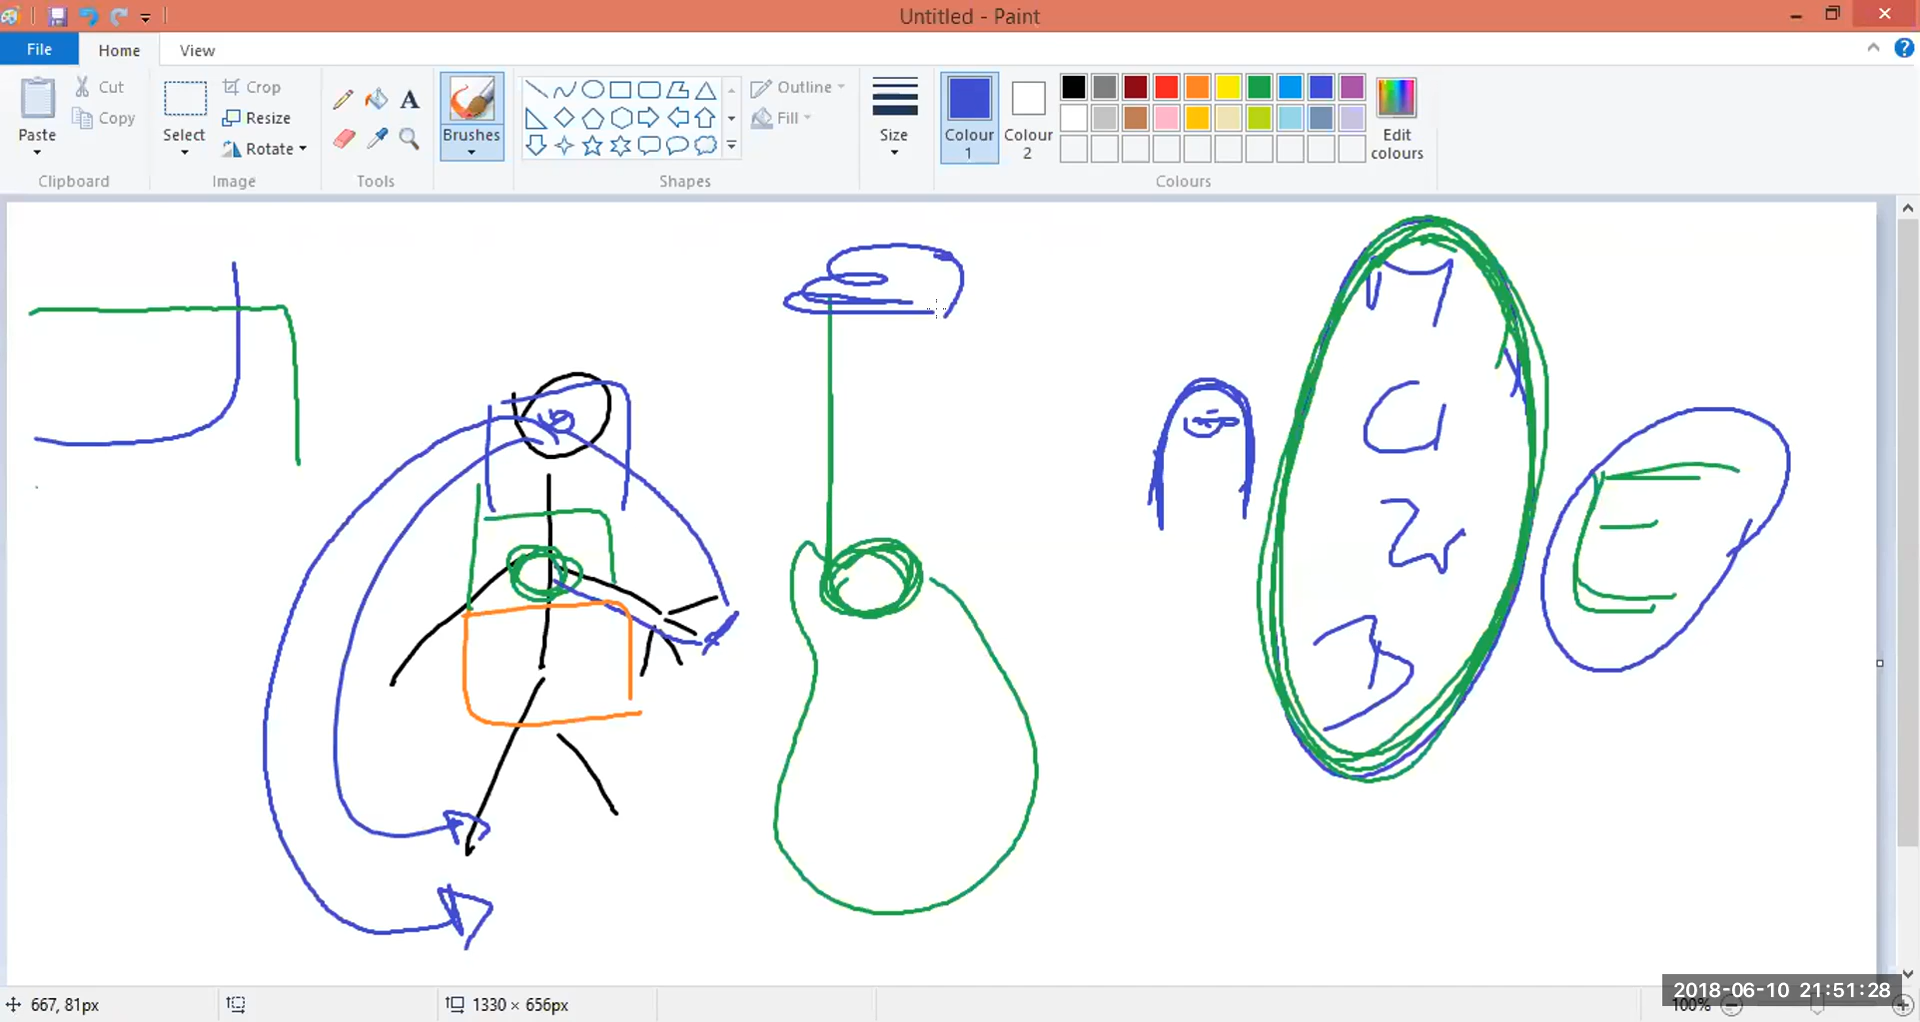 Untitled - Paint
File Home View
Paste
Cut
Copy
Clipboard
Select
Crop
Resize
Rotate
Image
A
Tools
Brushes
Outline
Fill
Shapes
Size
Colour 1
Colour 2
Edit colours
Colours
E
667, 81px
1330 × 656px
100%
2018-06-10 21:51:28